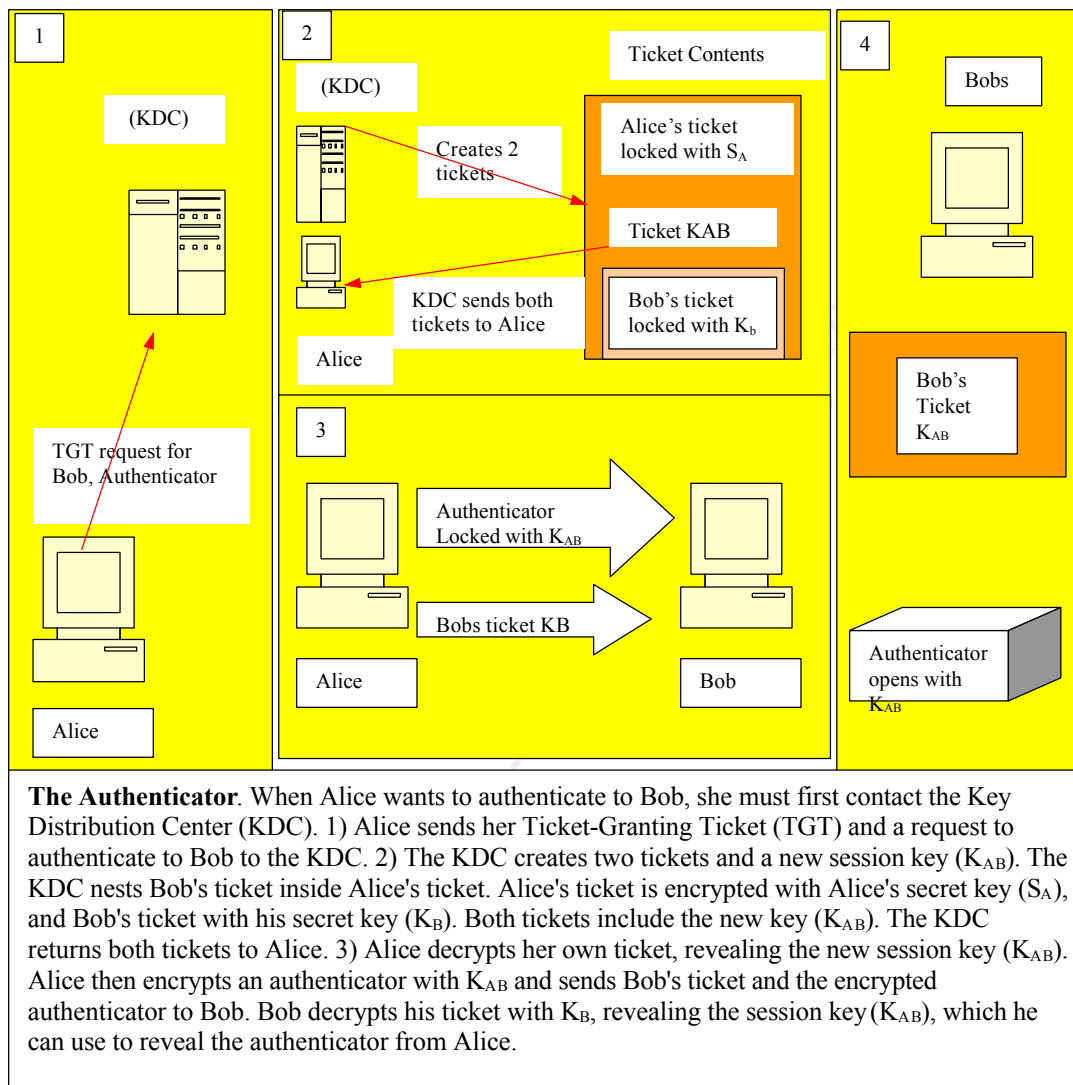 1
(KDC)
TGT request for
Bob, Authenticator
Alice
2
(KDC)
Ticket Contents
Creates 2
tickets
Alice's ticket
locked with SA
Ticket KAB
KDC sends both
tickets to Alice
Bob's ticket
locked with Kb
Alice
3
Authenticator
Locked with KAB
Bobs ticket KB
Alice
Bob
4
Bobs
Bob's
Ticket
KAB
Authenticator
opens with
KAB
The Authenticator. When Alice wants to authenticate to Bob, she must first contact the Key
Distribution Center (KDC). 1) Alice sends her Ticket-Granting Ticket (TGT) and a request to
authenticate to Bob to the KDC. 2) The KDC creates two tickets and a new session key (KAB). The
KDC nests Bob's ticket inside Alice's ticket. Alice's ticket is encrypted with Alice's secret key (SA),
and Bob's ticket with his secret key (KB). Both tickets include the new key (KAB). The KDC
returns both tickets to Alice. 3) Alice decrypts her own ticket, revealing the new session key (KAB).
Alice then encrypts an authenticator with KAB and sends Bob's ticket and the encrypted
authenticator to Bob. Bob decrypts his ticket with KB, revealing the session key (KAB), which he
can use to reveal the authenticator from Alice.